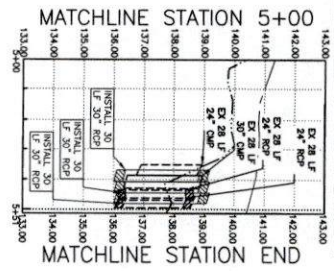 MATCHLINE STATION 5+00
133.00
134.00
135.00
136.00
137.00
138.00
139.00
140.00
141.00
142.00
143.00
5+00
EX 28 LF
24" RCP
EX 28 LF
24" RCP
EX 28 LF
30" CMP
EX 28 LF
24" CMP
INSTALL 30
LF 30" RCP
INSTALL 30
LF 30" RCP
INSTALL 30
LF 30" RCP
133.00
134.00
135.00
136.00
137.00
138.00
139.00
140.00
141.00
142.00
143.00
MATCHLINE STATION END